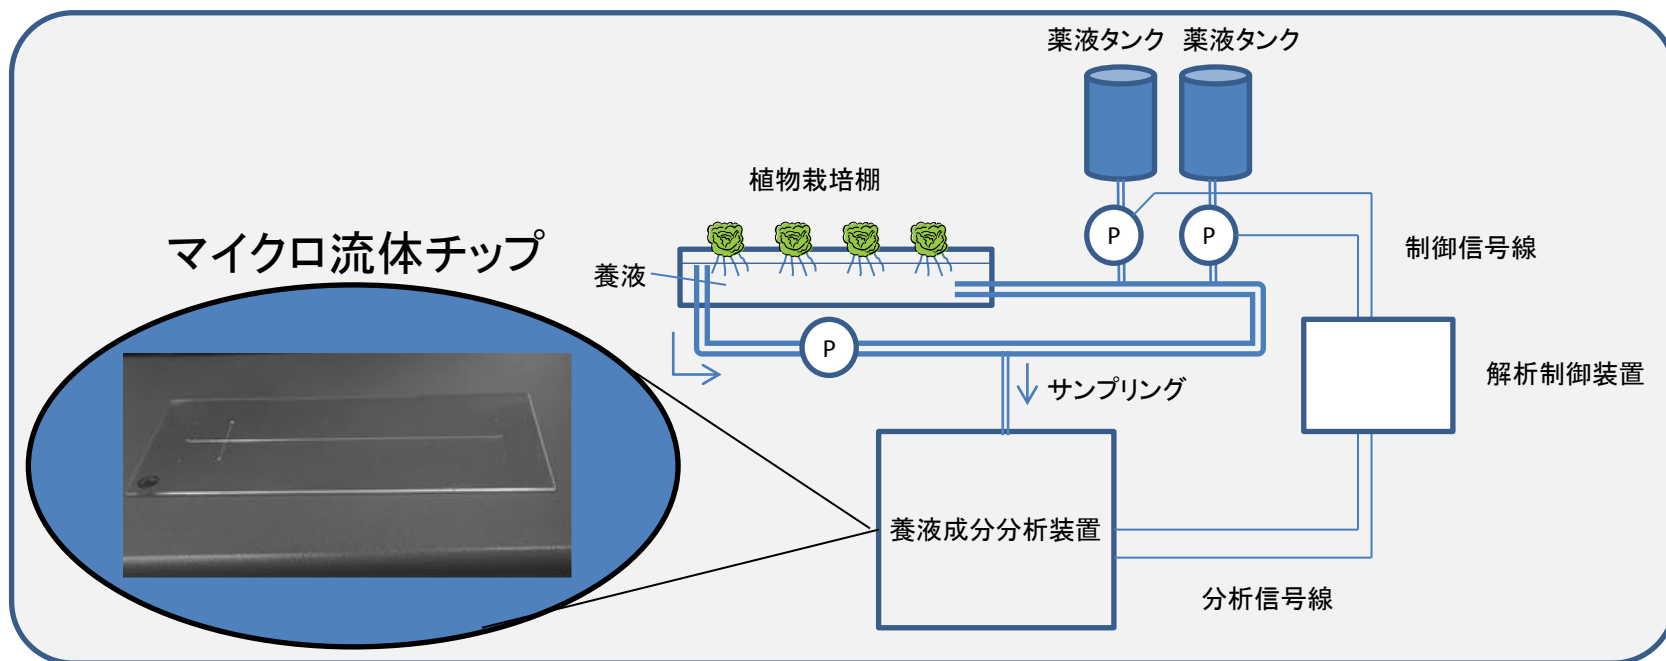 薬液タンク 薬液タンク
植物栽培棚
P P
マイクロ流体チップ
制御信号線
養液
P
解析制御装置
サンプリング
養液成分分析装置
分析信号線